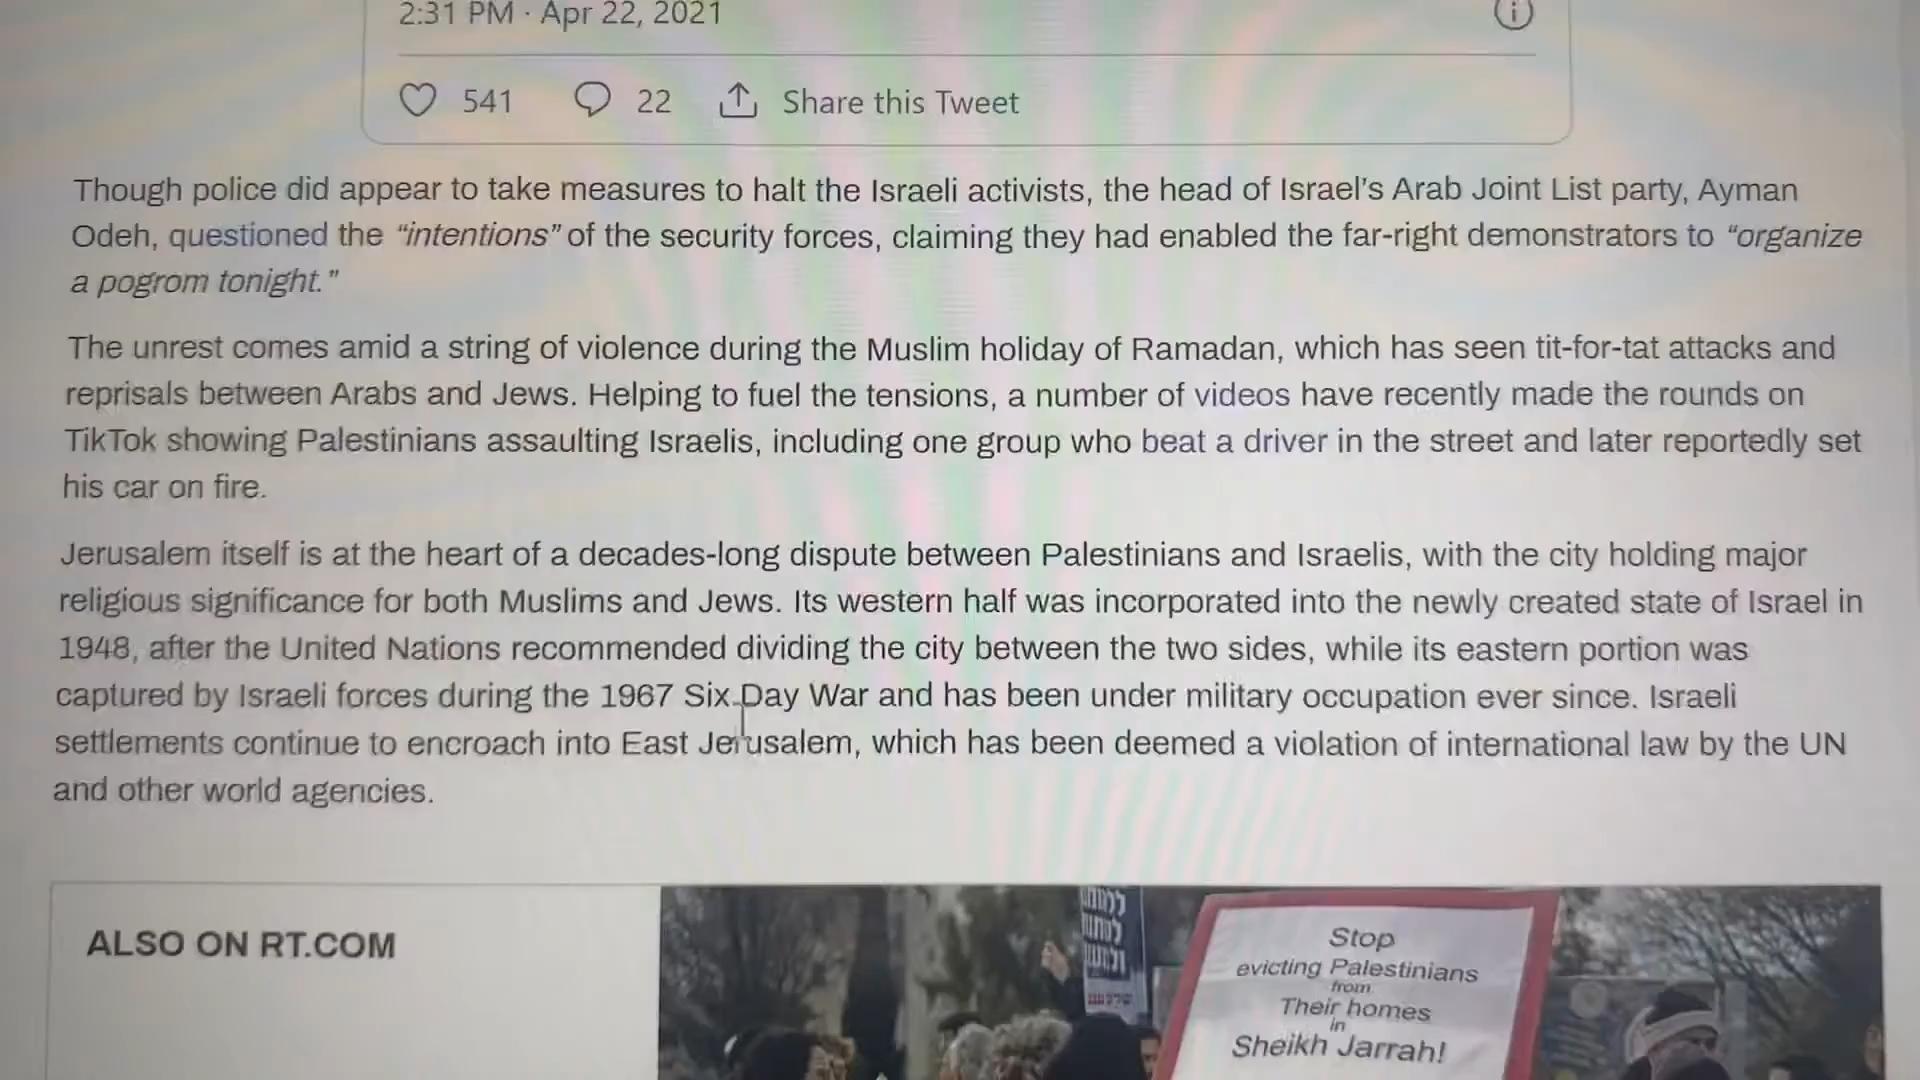 2:31 PM · Apr 22, 2021
541 22 Share this Tweet
Though police did appear to take measures to halt the Israeli activists, the head of Israel's Arab Joint List party, Ayman
Odeh, questioned the “intentions” of the security forces, claiming they had enabled the far-right demonstrators to “organize
a pogrom tonight.”
The unrest comes amid a string of violence during the Muslim holiday of Ramadan, which has seen tit-for-tat attacks and
reprisals between Arabs and Jews. Helping to fuel the tensions, a number of videos have recently made the rounds on
TikTok showing Palestinians assaulting Israelis, including one group who beat a driver in the street and later reportedly set
his car on fire.
Jerusalem itself is at the heart of a decades-long dispute between Palestinians and Israelis, with the city holding major
religious significance for both Muslims and Jews. Its western half was incorporated into the newly created state of Israel in
1948, after the United Nations recommended dividing the city between the two sides, while its eastern portion was
captured by Israeli forces during the 1967 Six-Day War and has been under military occupation ever since. Israeli
settlements continue to encroach into East Jerusalem, which has been deemed a violation of international law by the UN
and other world agencies.
ALSO ON RT.COM
Stop
evicting Palestinians
from
Their homes
in
Sheikh Jarrah!